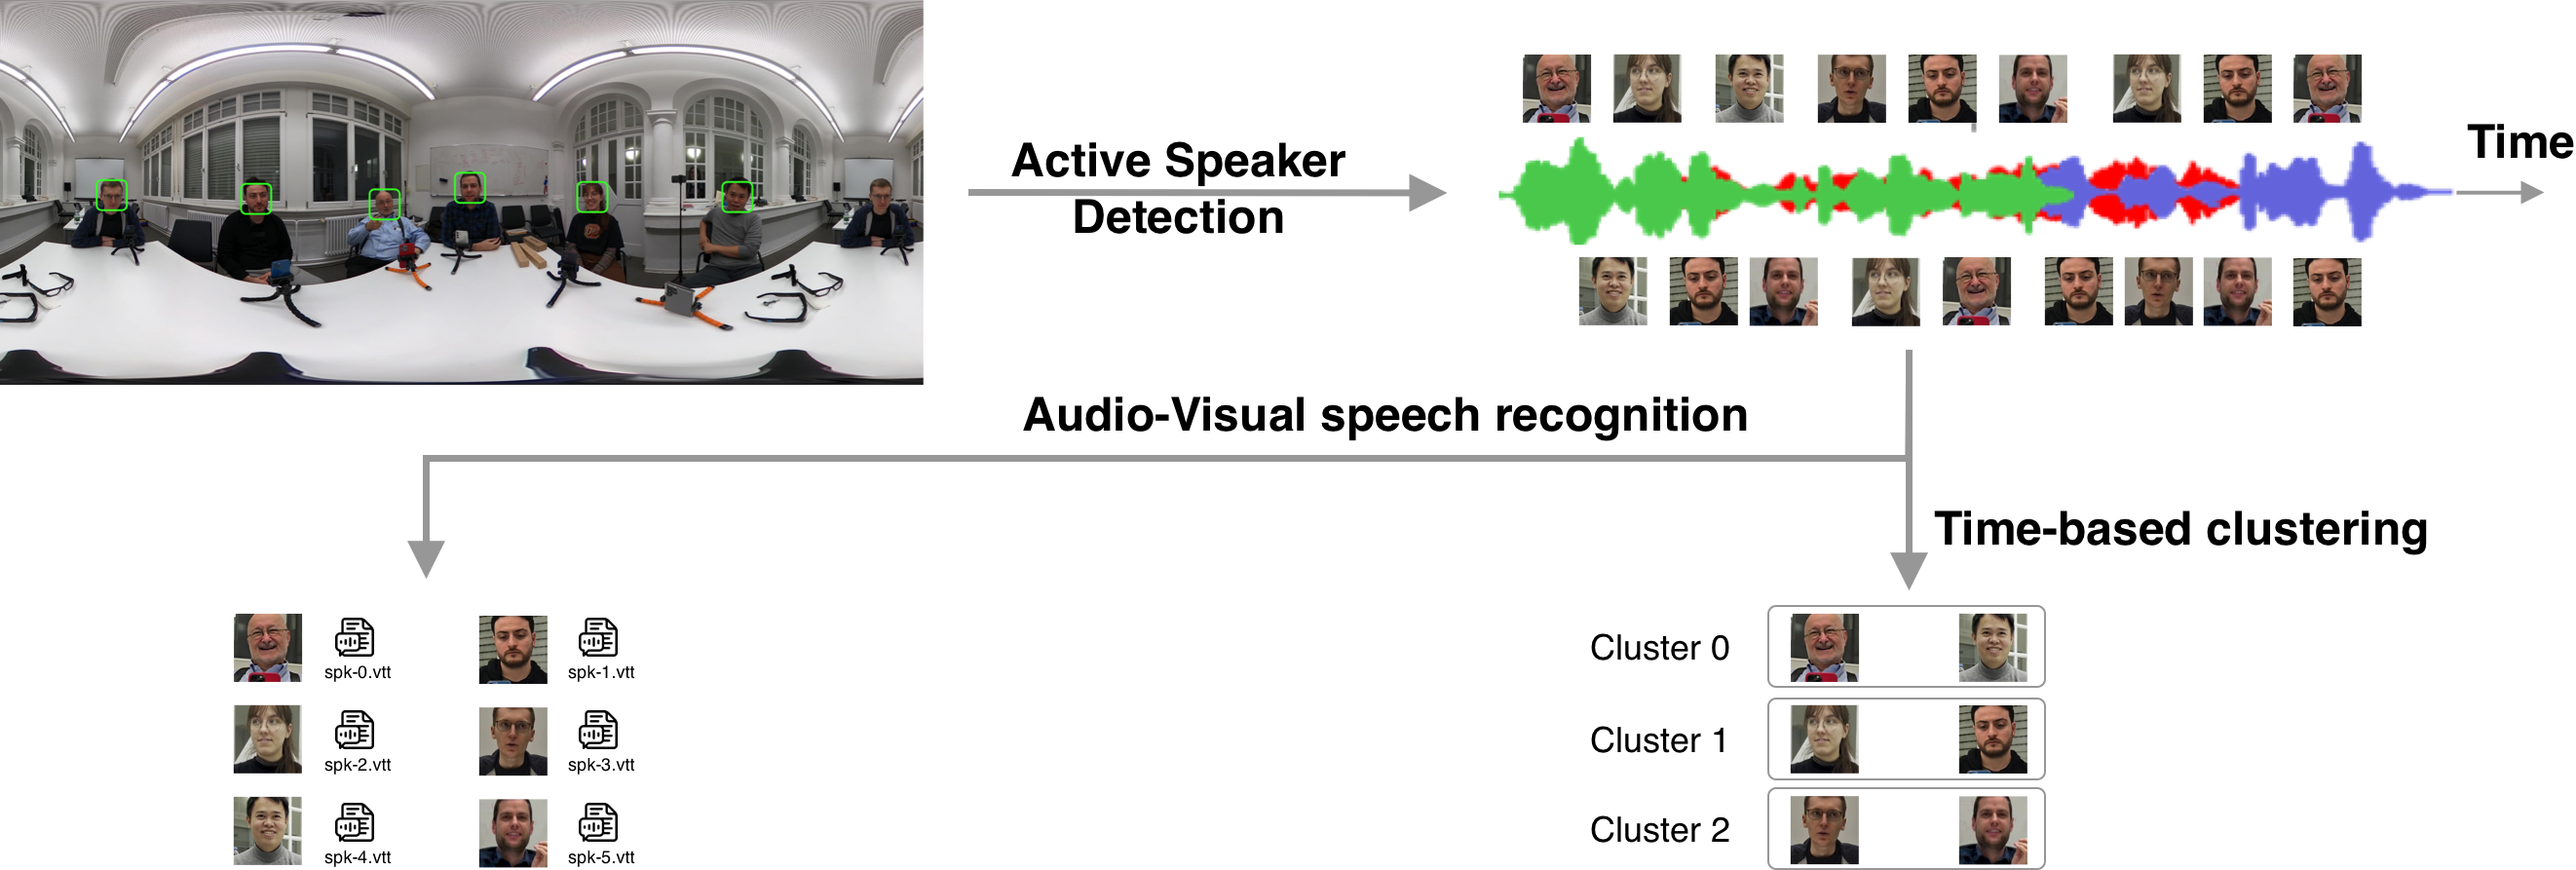 Active Speaker
Detection
Time
Audio-Visual speech recognition
Time-based clustering
spk-0.vtt
spk-1.vtt
spk-2.vtt
spk-3.vtt
spk-4.vtt
spk-5.vtt
Cluster 0
Cluster 1
Cluster 2